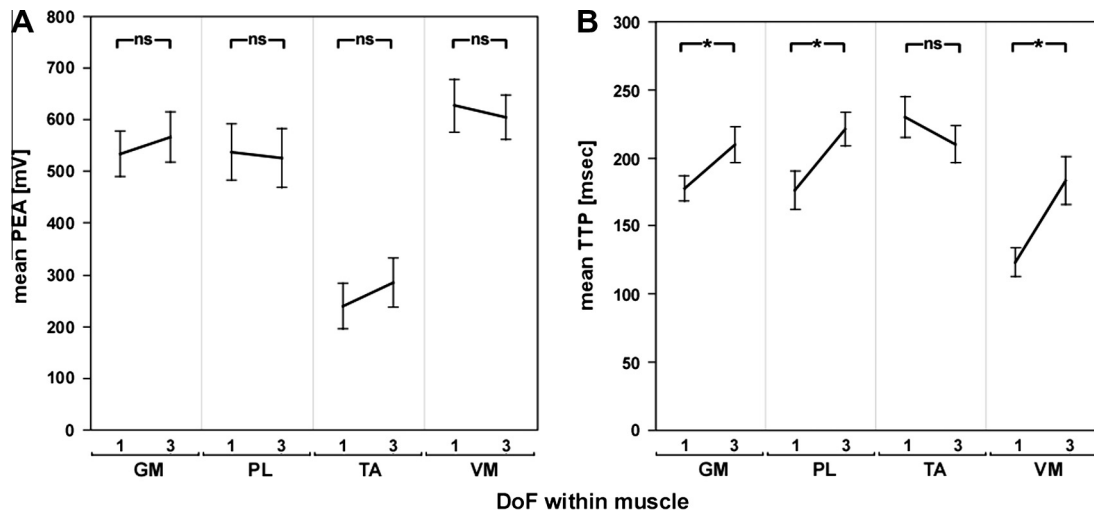 A
mean PEA [mV]
800
700
600
500
400
300
200
100
0
ns ns ns ns
1 3 1 3 1 3 1 3
GM PL TA VM
B
mean TTP [msec]
300
250
200
150
100
50
0
* * ns *
1 3 1 3 1 3 1 3
GM PL TA VM
DoF within muscle